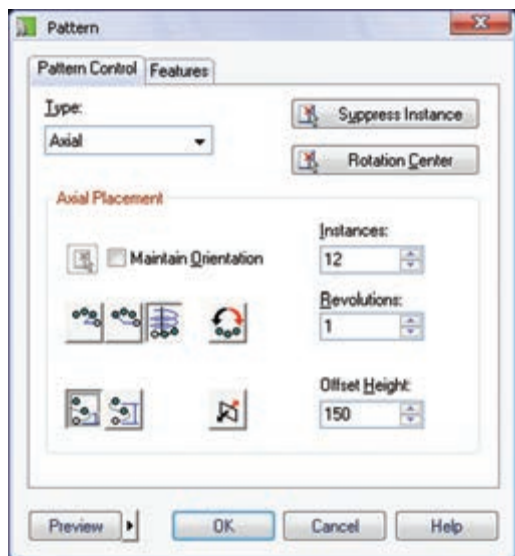 Pattern
Pattern Control Features
Type:
Axial
Suppress Instance
Rotation Center
Axial Placement
Maintain Orientation
Instances:
12
Revolutions:
1
Offset Height:
150
Preview OK Cancel Help